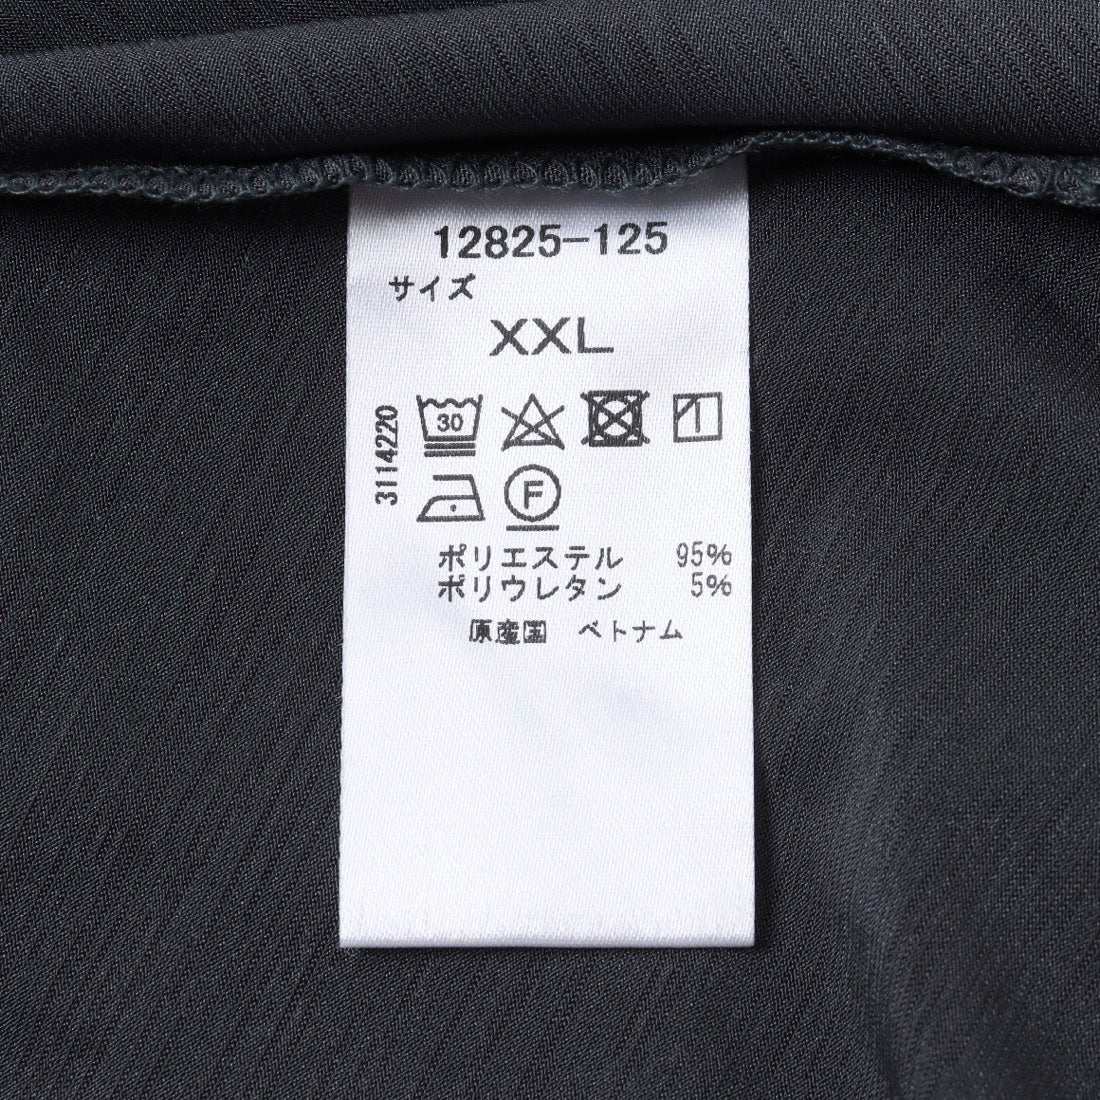 12825-125
サイズ
XXL
3114220
30
F
ポリエステル 95%
ポリウレタン 5%
原産国 ベトナム